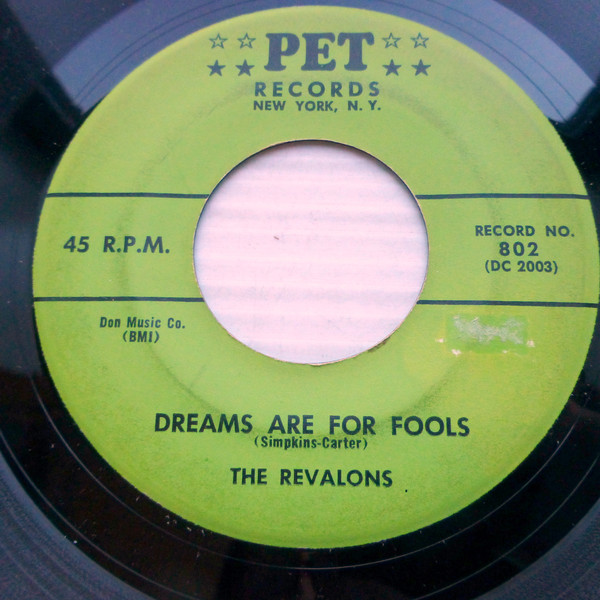 PET
RECORDS
NEW YORK, N. Y.
45 R.P.M.
RECORD NO.
802
(DC 2003)
Don Music Co.
(BMI)
DREAMS ARE FOR FOOLS
(Simpkins-Carter)
THE REVALONS